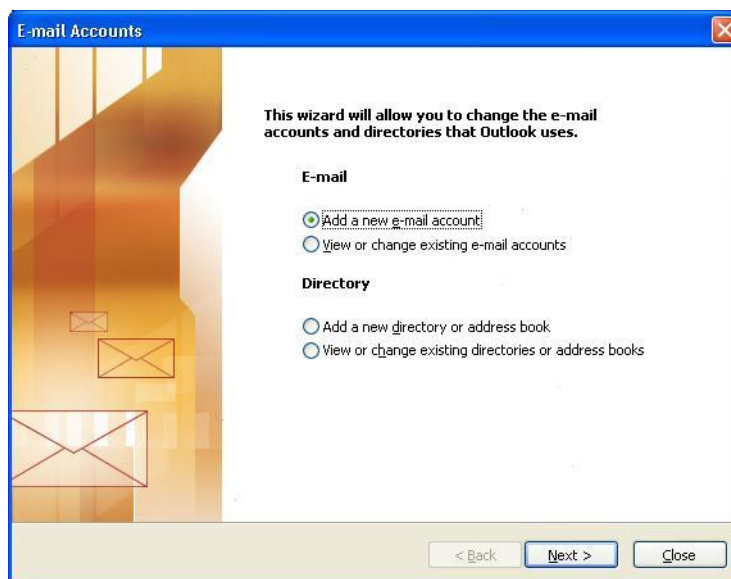 E-mail Accounts
This wizard will allow you to change the e-mail
accounts and directories that Outlook uses.
E-mail
Add a new e-mail account
View or change existing e-mail accounts
Directory
Add a new directory or address book
View or change existing directories or address books
< Back
Next >
Close